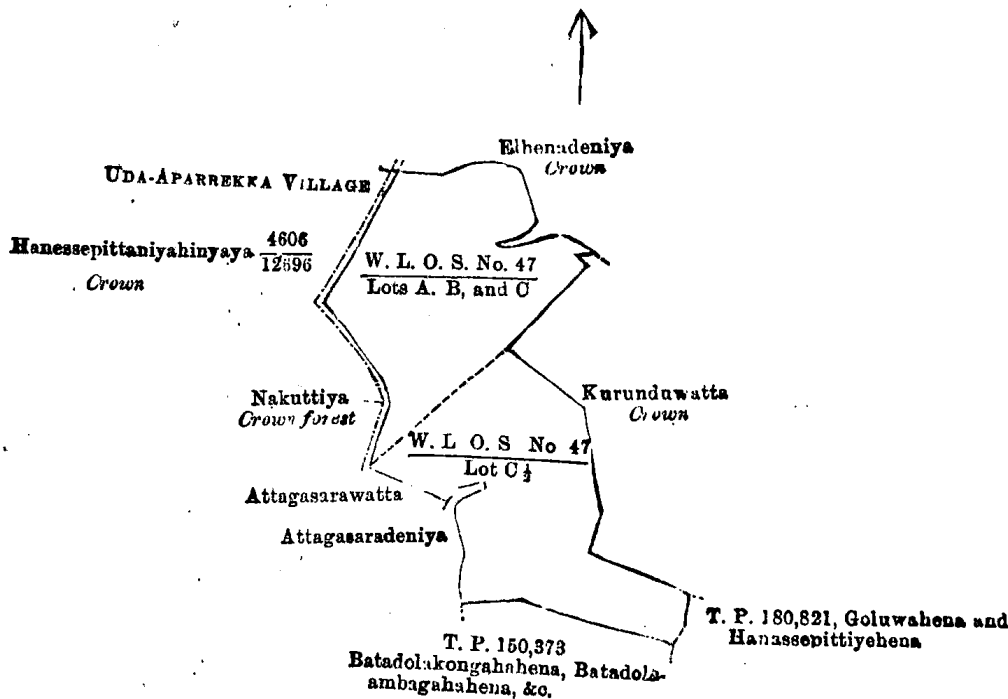 Elhenadeniya
Crown
UDA-APARREKKA VILLAGE
Hanessepittaniyahinyaya 4606
12696
Crown
W. L. O. S. No. 47
Lots A. B, and C
Nakuttiya
Crown forest
Kurunduwatta
Crown
W. L O. S No 47
Lot C ½
Attagasarawatta
Attagasaradeniya
T. P. 180,821, Goluwahena and
Hanassepittiyehena
T. P. 150,373
Batadolakongahahena, Batadola-
ambagahahena, &c.